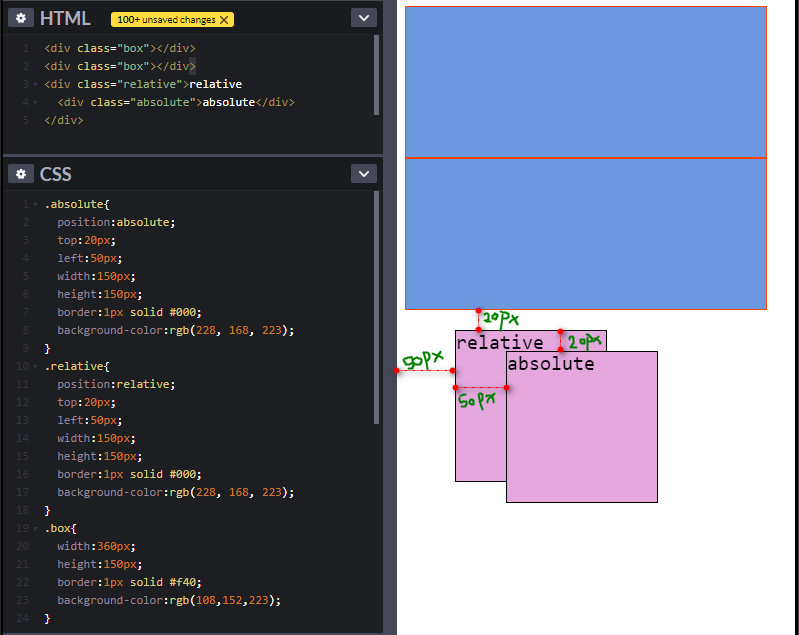 HTML
100+ unsaved changes X
1 <div class="box"></div>
2 <div class="box"></div>
3 <div class="relative">relative
4 <div class="absolute">absolute</div>
5 </div>
CSS
1 .absolute{
2 position:absolute;
3 top:20px;
4 left:50px;
5 width:150px;
6 height:150px;
7 border:1px solid #000;
8 background-color:rgb(228, 168, 223);
9 }
10 .relative{
11 position:relative;
12 top:20px;
13 left:50px;
14 width:150px;
15 height:150px;
16 border:1px solid #000;
17 background-color:rgb(228, 168, 223);
18 }
19 .box{
20 width:360px;
21 height:150px;
22 border:1px solid #f40;
23 background-color:rgb(108,152,223);
24 }
20px
relative
20px
50px
absolute
50px